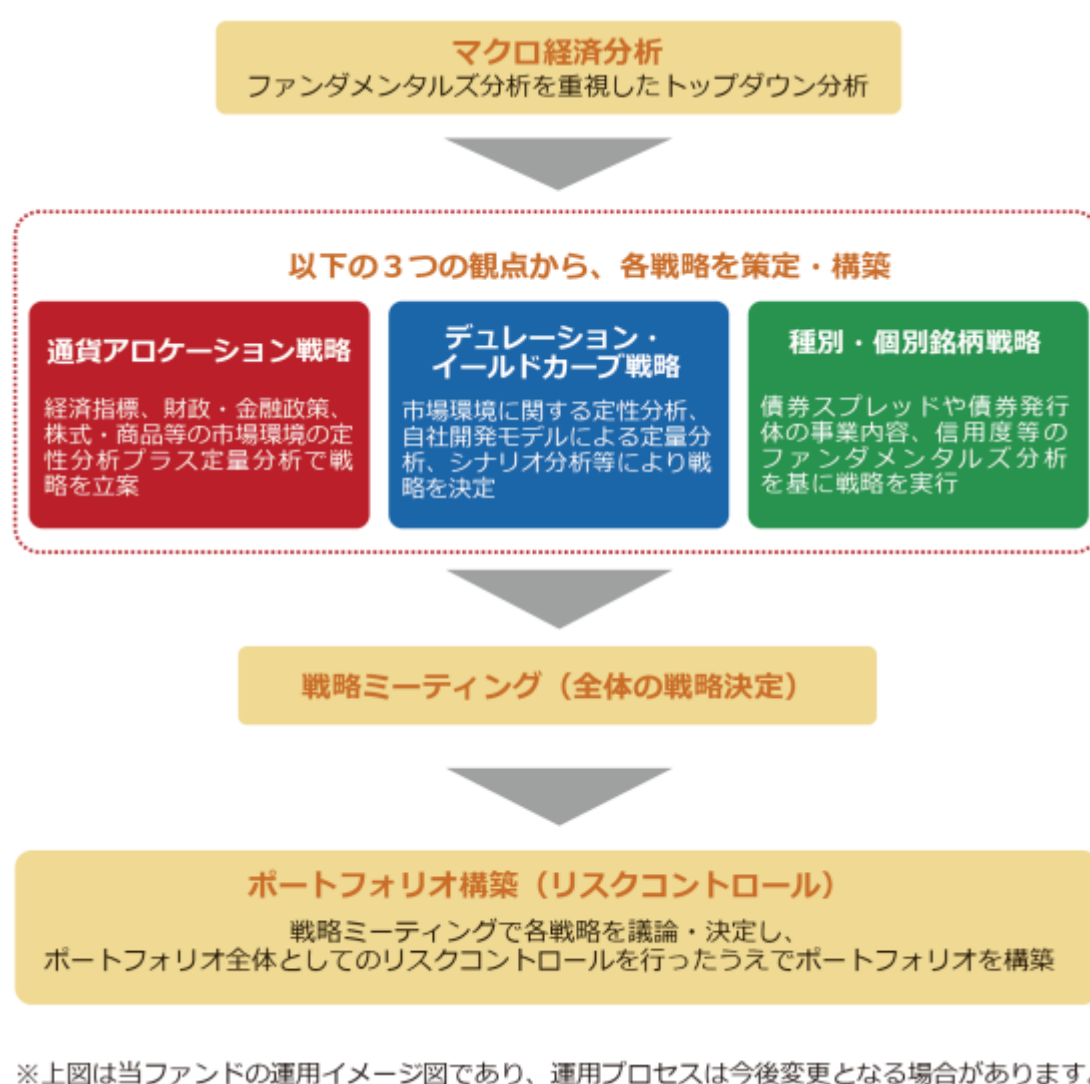 マクロ経済分析
ファンダメンタルズ分析を重視したトップダウン分析
以下の３つの観点から、各戦略を策定・構築
通貨アロケーション戦略
経済指標、財政・金融政策、
株式・商品等の市場環境の定
性分析プラス定量分析で戦
略を立案
デュレーション・
イールドカーブ戦略
市場環境に関する定性分析、
自社開発モデルによる定量分
析、シナリオ分析等により戦
略を決定
種別・個別銘柄戦略
債券スプレッドや債券発行
体の事業内容、信用度等の
ファンダメンタルズ分析
を基に戦略を実行
戦略ミーティング（全体の戦略決定）
ポートフォリオ構築（リスクコントロール）
戦略ミーティングで各戦略を議論・決定し、
ポートフォリオ全体としてのリスクコントロールを行ったうえでポートフォリオを構築
※上図は当ファンドの運用イメージ図であり、運用プロセスは今後変更となる場合があります。